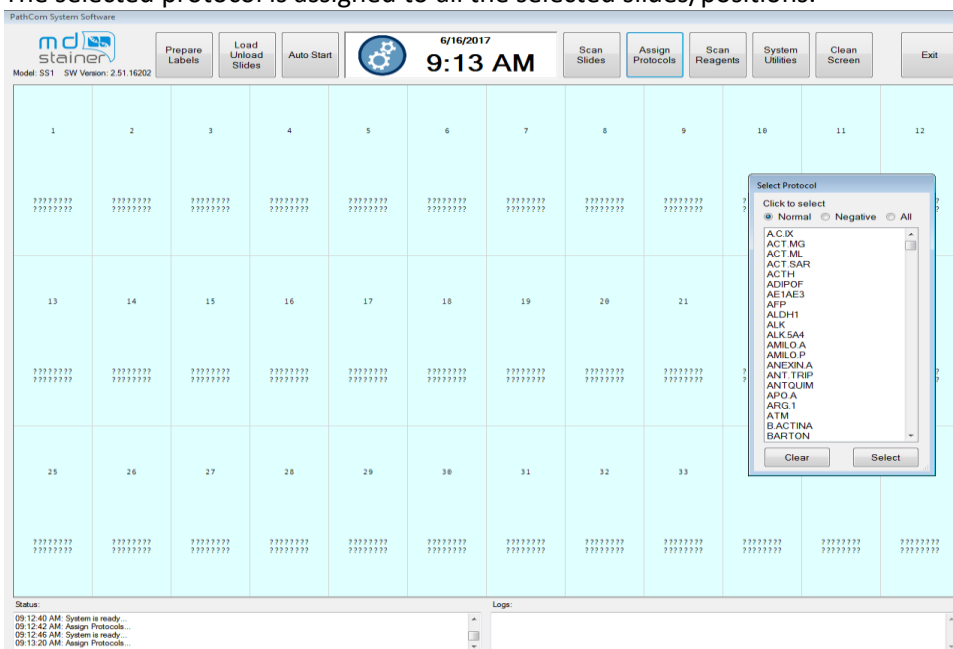 The selected protocol is assigned to all the selected slides/positions.
PathCom System Software
md
stainer
Model: SS1 SW Version: 2.51.16202
Prepare
Labels
Load
Unload
Slides
Auto Start
6/16/2017
9:13 AM
Scan
Slides
Assign
Protocols
Scan
Reagents
System
Utilities
Clean
Screen
Exit
1 2 3 4 5 6 7 8 9 10 11 12
???????? ???????? ???????? ???????? ???????? ???????? ???????? ???????? ???????? ? ?
???????? ???????? ???????? ???????? ???????? ???????? ???????? ???????? ???????? ? ?
13 14 15 16 17 18 19 20 21
???????? ???????? ???????? ???????? ???????? ???????? ???????? ???????? ???????? ? ?
???????? ???????? ???????? ???????? ???????? ???????? ???????? ???????? ???????? ? ?
25 26 27 28 29 30 31 32 33
???????? ???????? ???????? ???????? ???????? ???????? ???????? ???????? ???????? ???????? ???????? ????????
???????? ???????? ???????? ???????? ???????? ???????? ???????? ???????? ???????? ???????? ???????? ????????
Select Protocol
Click to select
Normal Negative All
A.C.IX
ACT.MG
ACT.ML
ACT.SAR
ACTH
ADIPOF
AE1AE3
AFP
ALDH1
ALK
ALK.5A4
AMILO.A
AMILO.P
ANEXIN.A
ANT.TRIP
ANTQUIM
APO.A
ARG.1
ATM
B.ACTINA
BARTON
Clear Select
Status:
09:12:40 AM: System is ready...
09:12:42 AM: Assign Protocols...
09:12:46 AM: System is ready...
09:13:20 AM: Assign Protocols...
Logs: